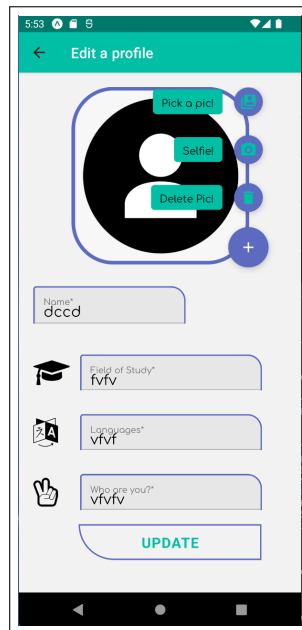 5:53
Edit a profile
Pick a pic!
Selfie!
Delete Pic!
+
Name*
dccd
Field of Study*
fvfv
Languages*
vfvf
Who are you?*
vfvfv
UPDATE